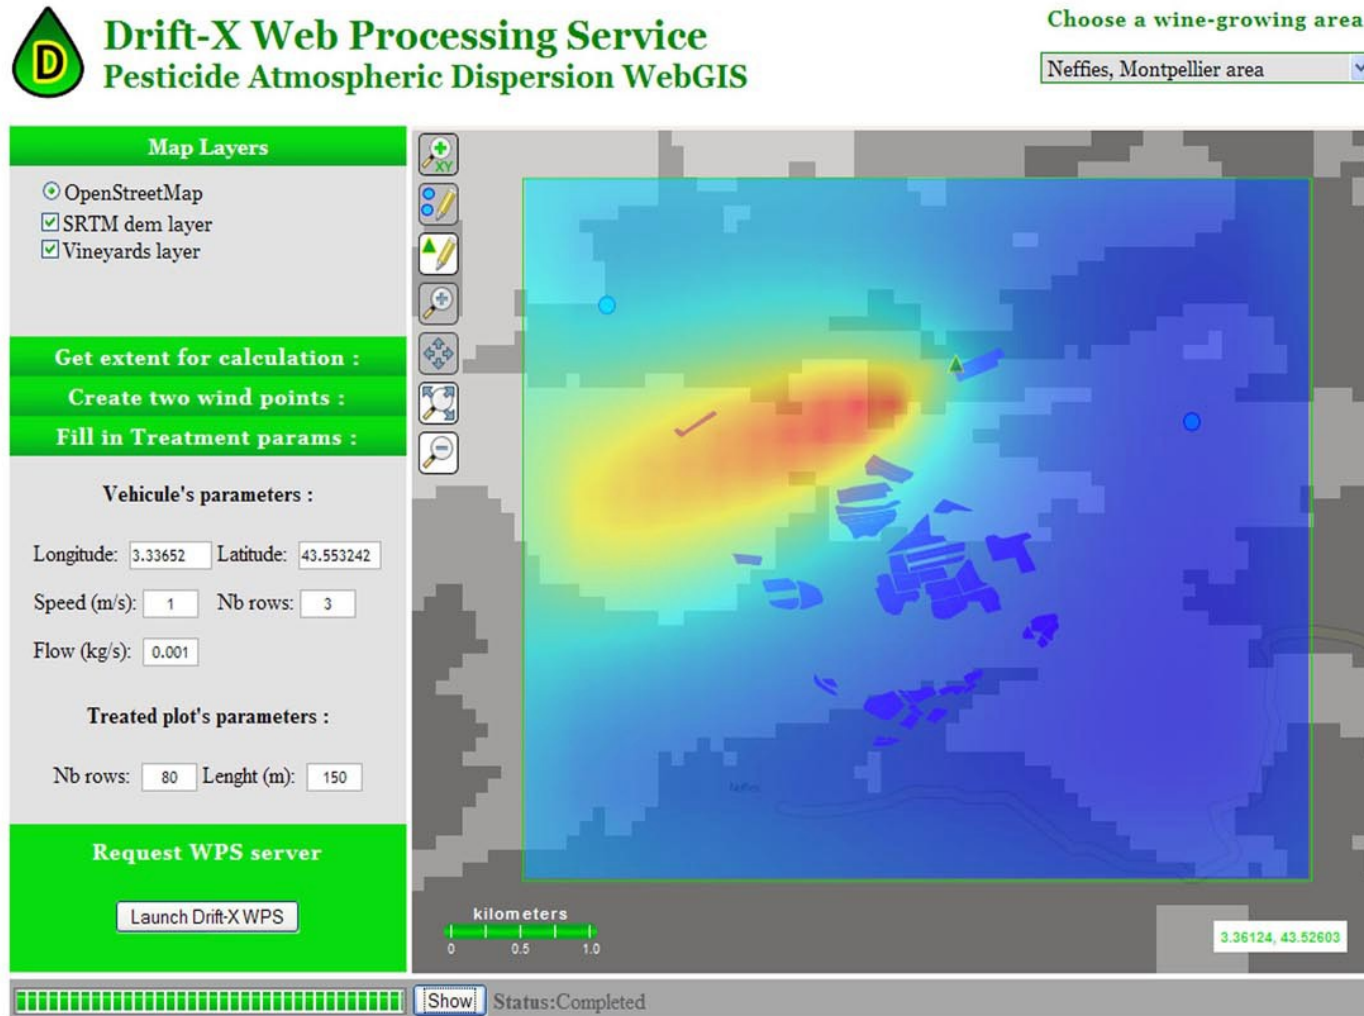 D
Drift-X Web Processing Service
Pesticide Atmospheric Dispersion WebGIS
Choose a wine-growing area
Neffies, Montpellier area
Map Layers
OpenStreetMap
SRTM dem layer
Vineyards layer
Get extent for calculation :
Create two wind points :
Fill in Treatment params :
Vehicule's parameters :
Longitude: 3.33652 Latitude: 43.553242
Speed (m/s): 1 Nb rows: 3
Flow (kg/s): 0.001
Treated plot's parameters :
Nb rows: 80 Lenght (m): 150
Request WPS server
Launch Drift-X WPS
XY
Neffies
kilometers
0 0.5 1.0
3.36124, 43.52603
Show Status:Completed